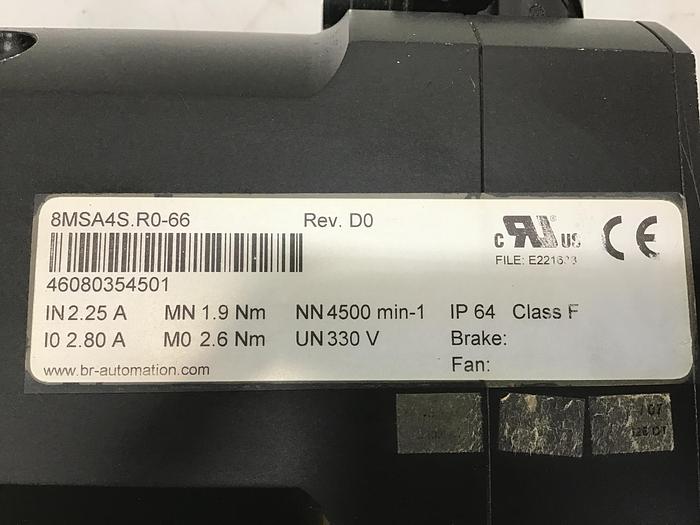 8MSA4S.R0-66 Rev. D0
c RU US CE
FILE:
46080354501
IN 2.25 A MN 1.9 Nm NN 4500 min-1 IP 64 Class F
I0 2.80 A M0 2.6 Nm UN 330 V Brake:
www.br-automation.com Fan: